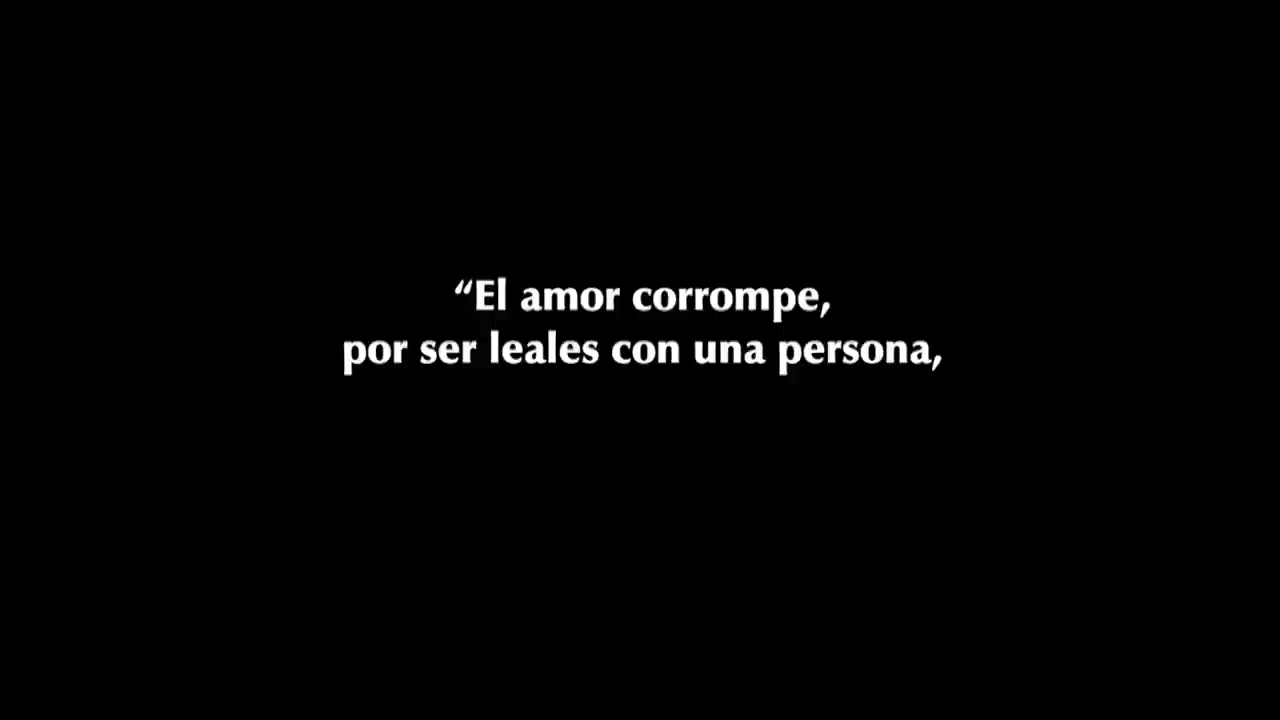 “El amor corrompe,
por ser leales con una persona,